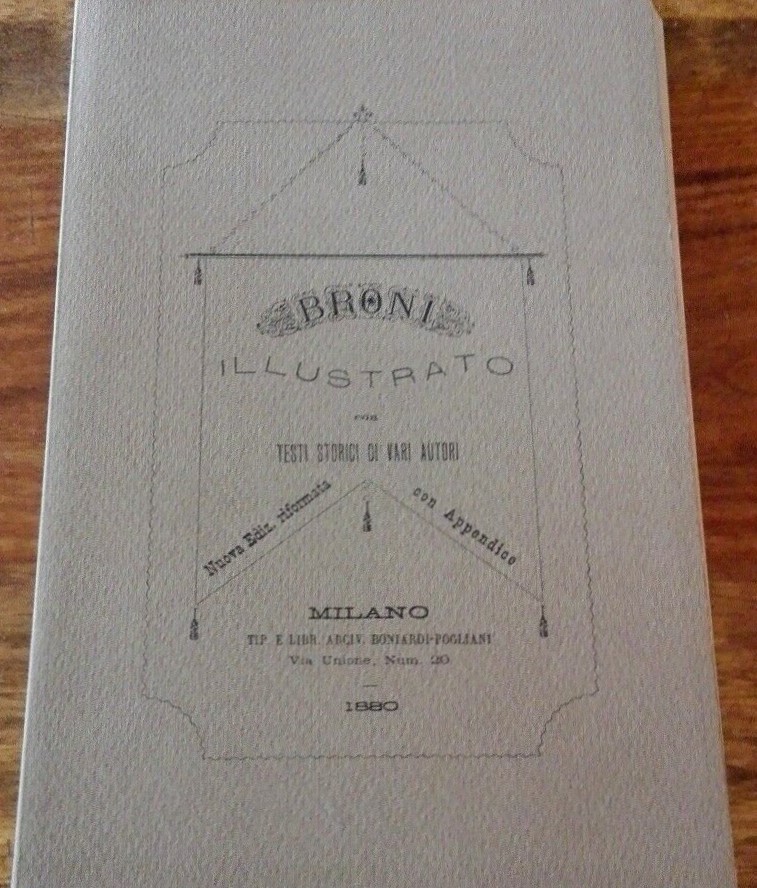 BRONI
ILLUSTRATO
con
TESTI STORICI DI VARI AUTORI
Nuova Ediz. riformata
con Appendice
MILANO
TIP. E LIBR. ARCIV. BONIARDI-POGLIANI
Via Unione, Num. 20
1880